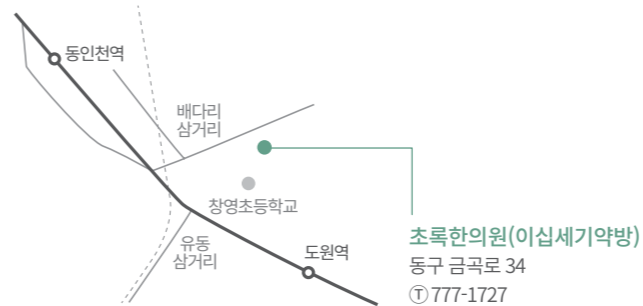 동인천역
배다리
삼거리
창영초등학교
유동
삼거리
도원역
초록한의원(이십세기약방)
동구 금곡로 34
Ⓣ 777-1727